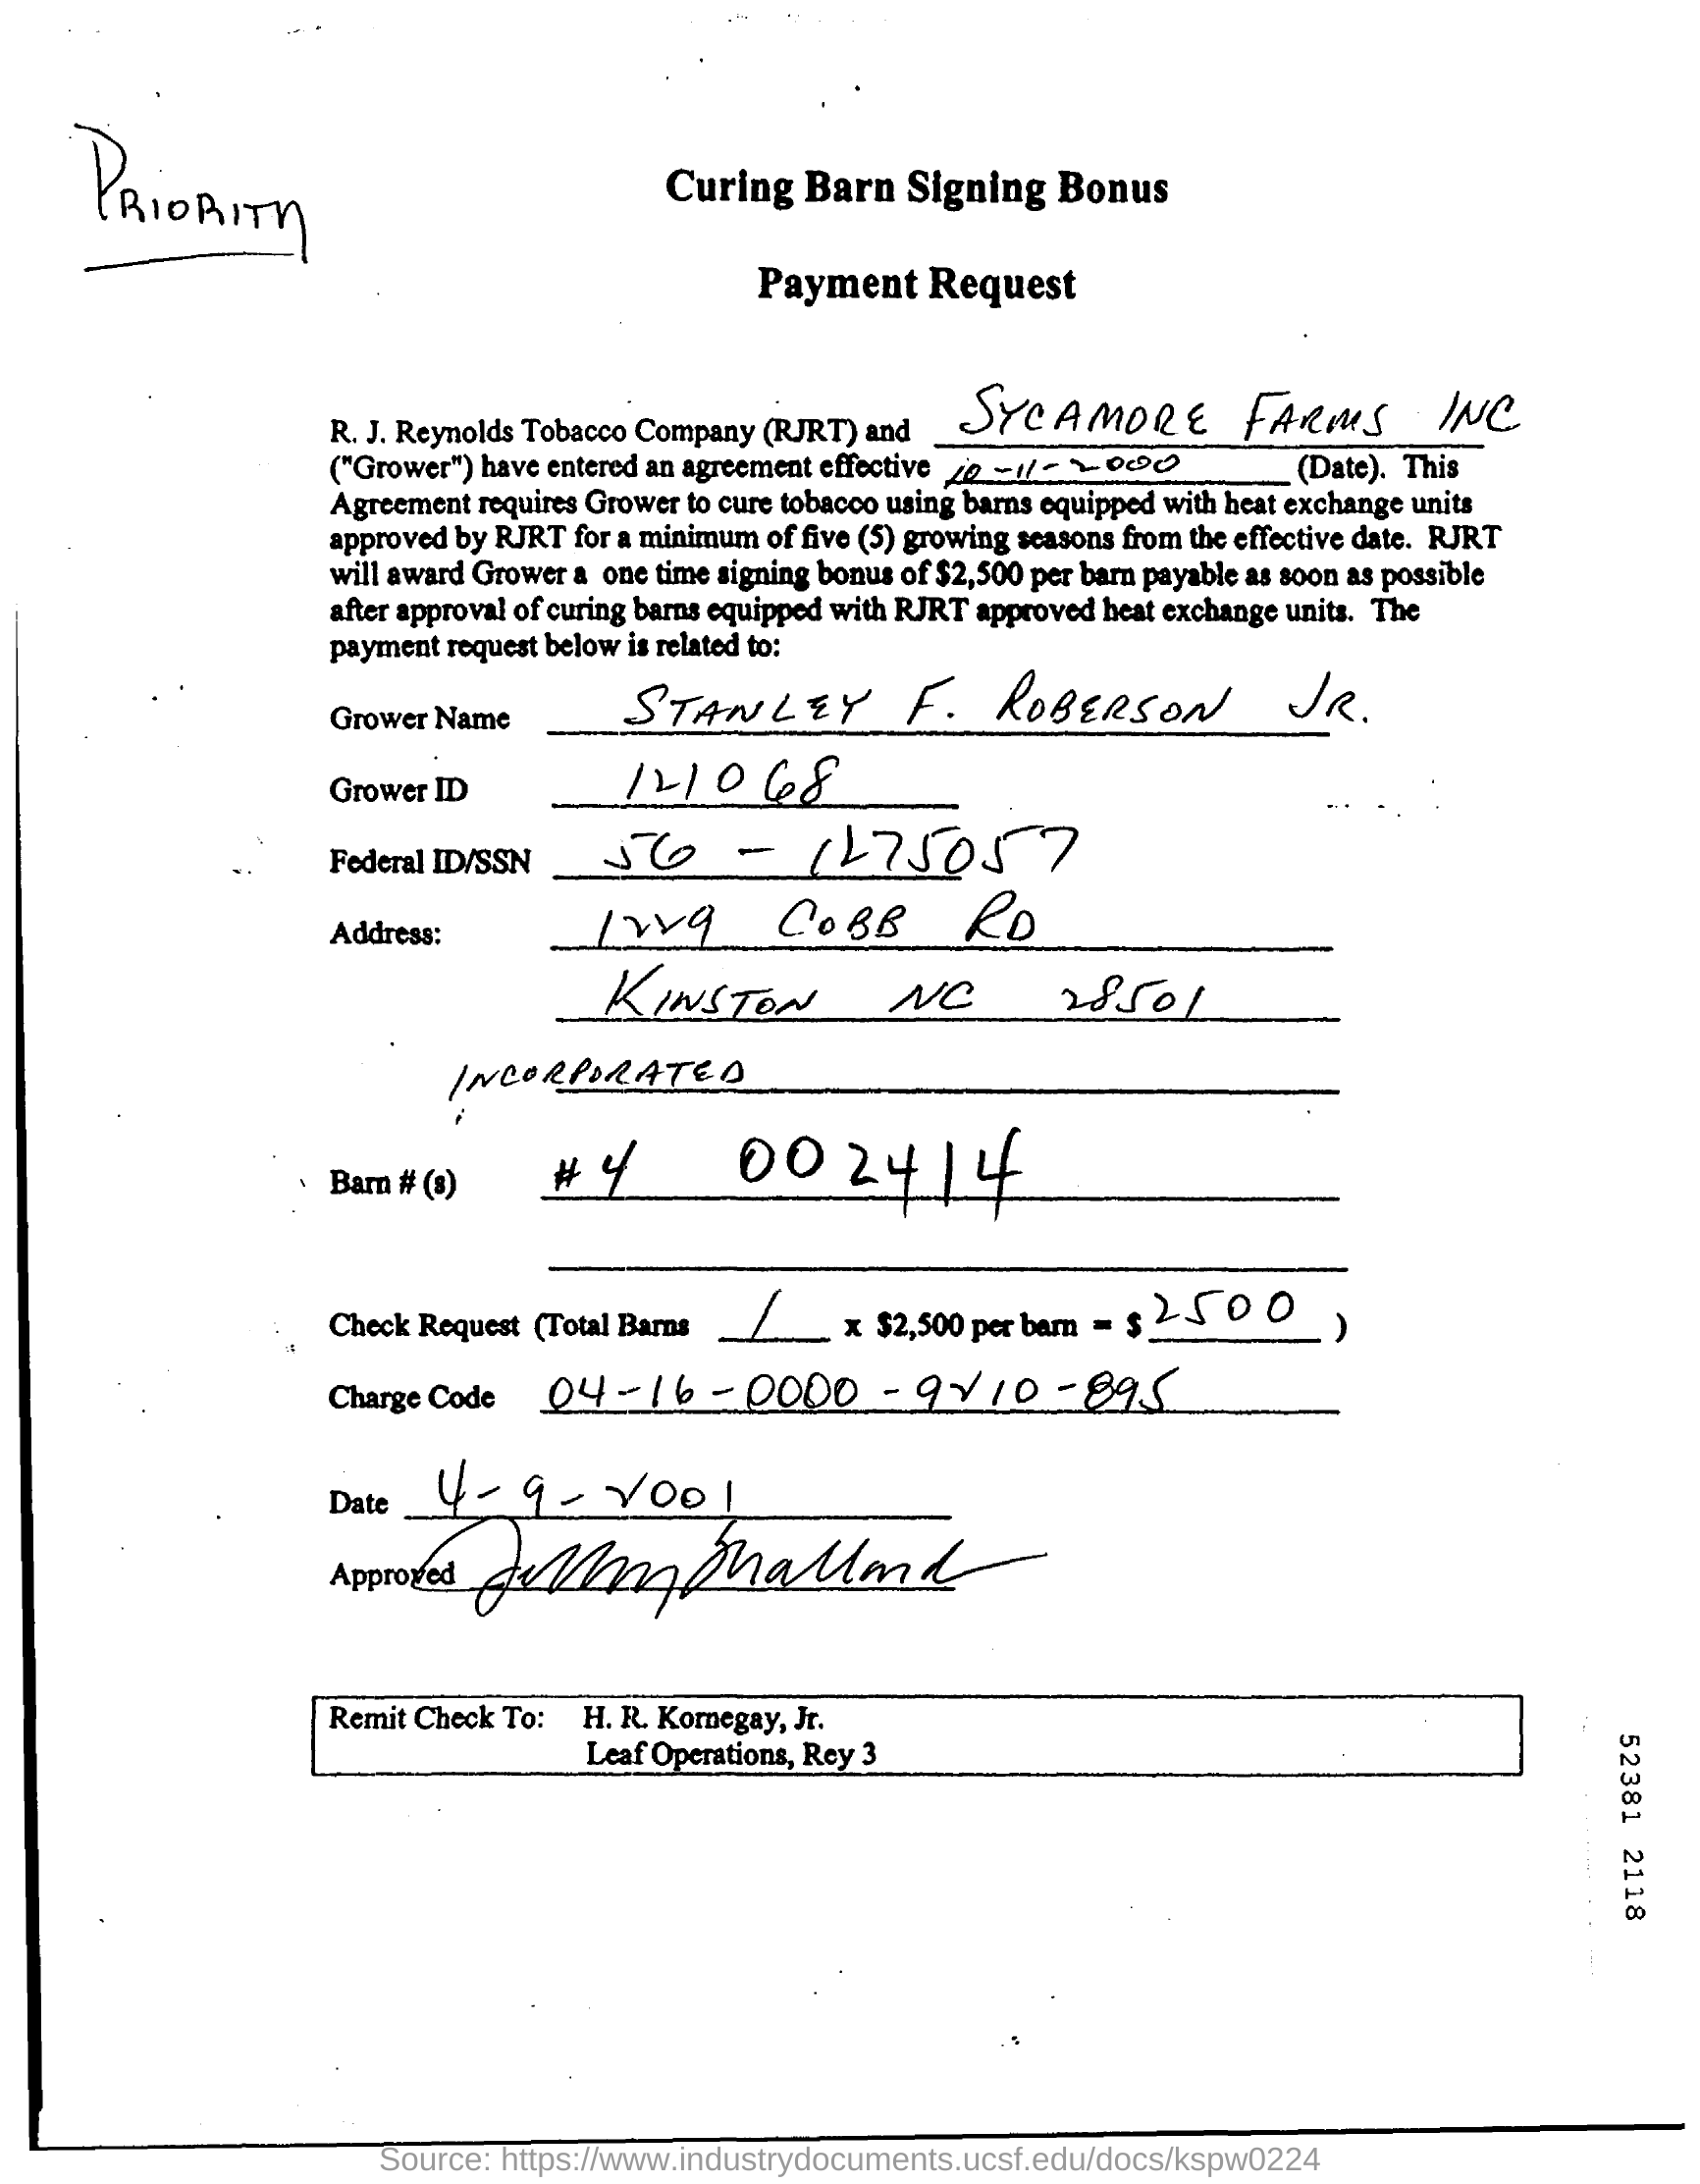 PRIORITY
Curing Barn Signing Bonus
Payment Request
R. J. Reynolds Tobacco Company (RJRT) and SYCAMORE FARMS INC
("Grower") have entered an agreement effective 10-11-2000 (Date). This
Agreement requires Grower to cure tobacco using barns equipped with heat exchange units
approved by RJRT for a minimum of five (5) growing seasons from the effective date. RJRT
will award Grower a one time signing bonus of $2,500 per barn payable as soon as possible
after approval of curing barns equipped with RJRT approved heat exchange units. The
payment request below is related to:
Grower Name STANLEY F. ROBERSON JR.
Grower ID 121068
Federal ID/SSN 56-1275057
Address: 1229 COBB RD
KINSTON NC 28501
INCORPORATED
Barn # (s) #4 002414
Check Request (Total Barns 1 x $2,500 per barn = $ 2500 )
Charge Code 04-16-0000-9210-895
Date 4-9-2001
Approved
Remit Check To: H. R. Kornegay, Jr.
Leaf Operations, Rey 3
52381 2118
Source: https://www.industrydocuments.ucsf.edu/docs/kspw0224